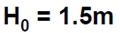 H₀ = 1.5m